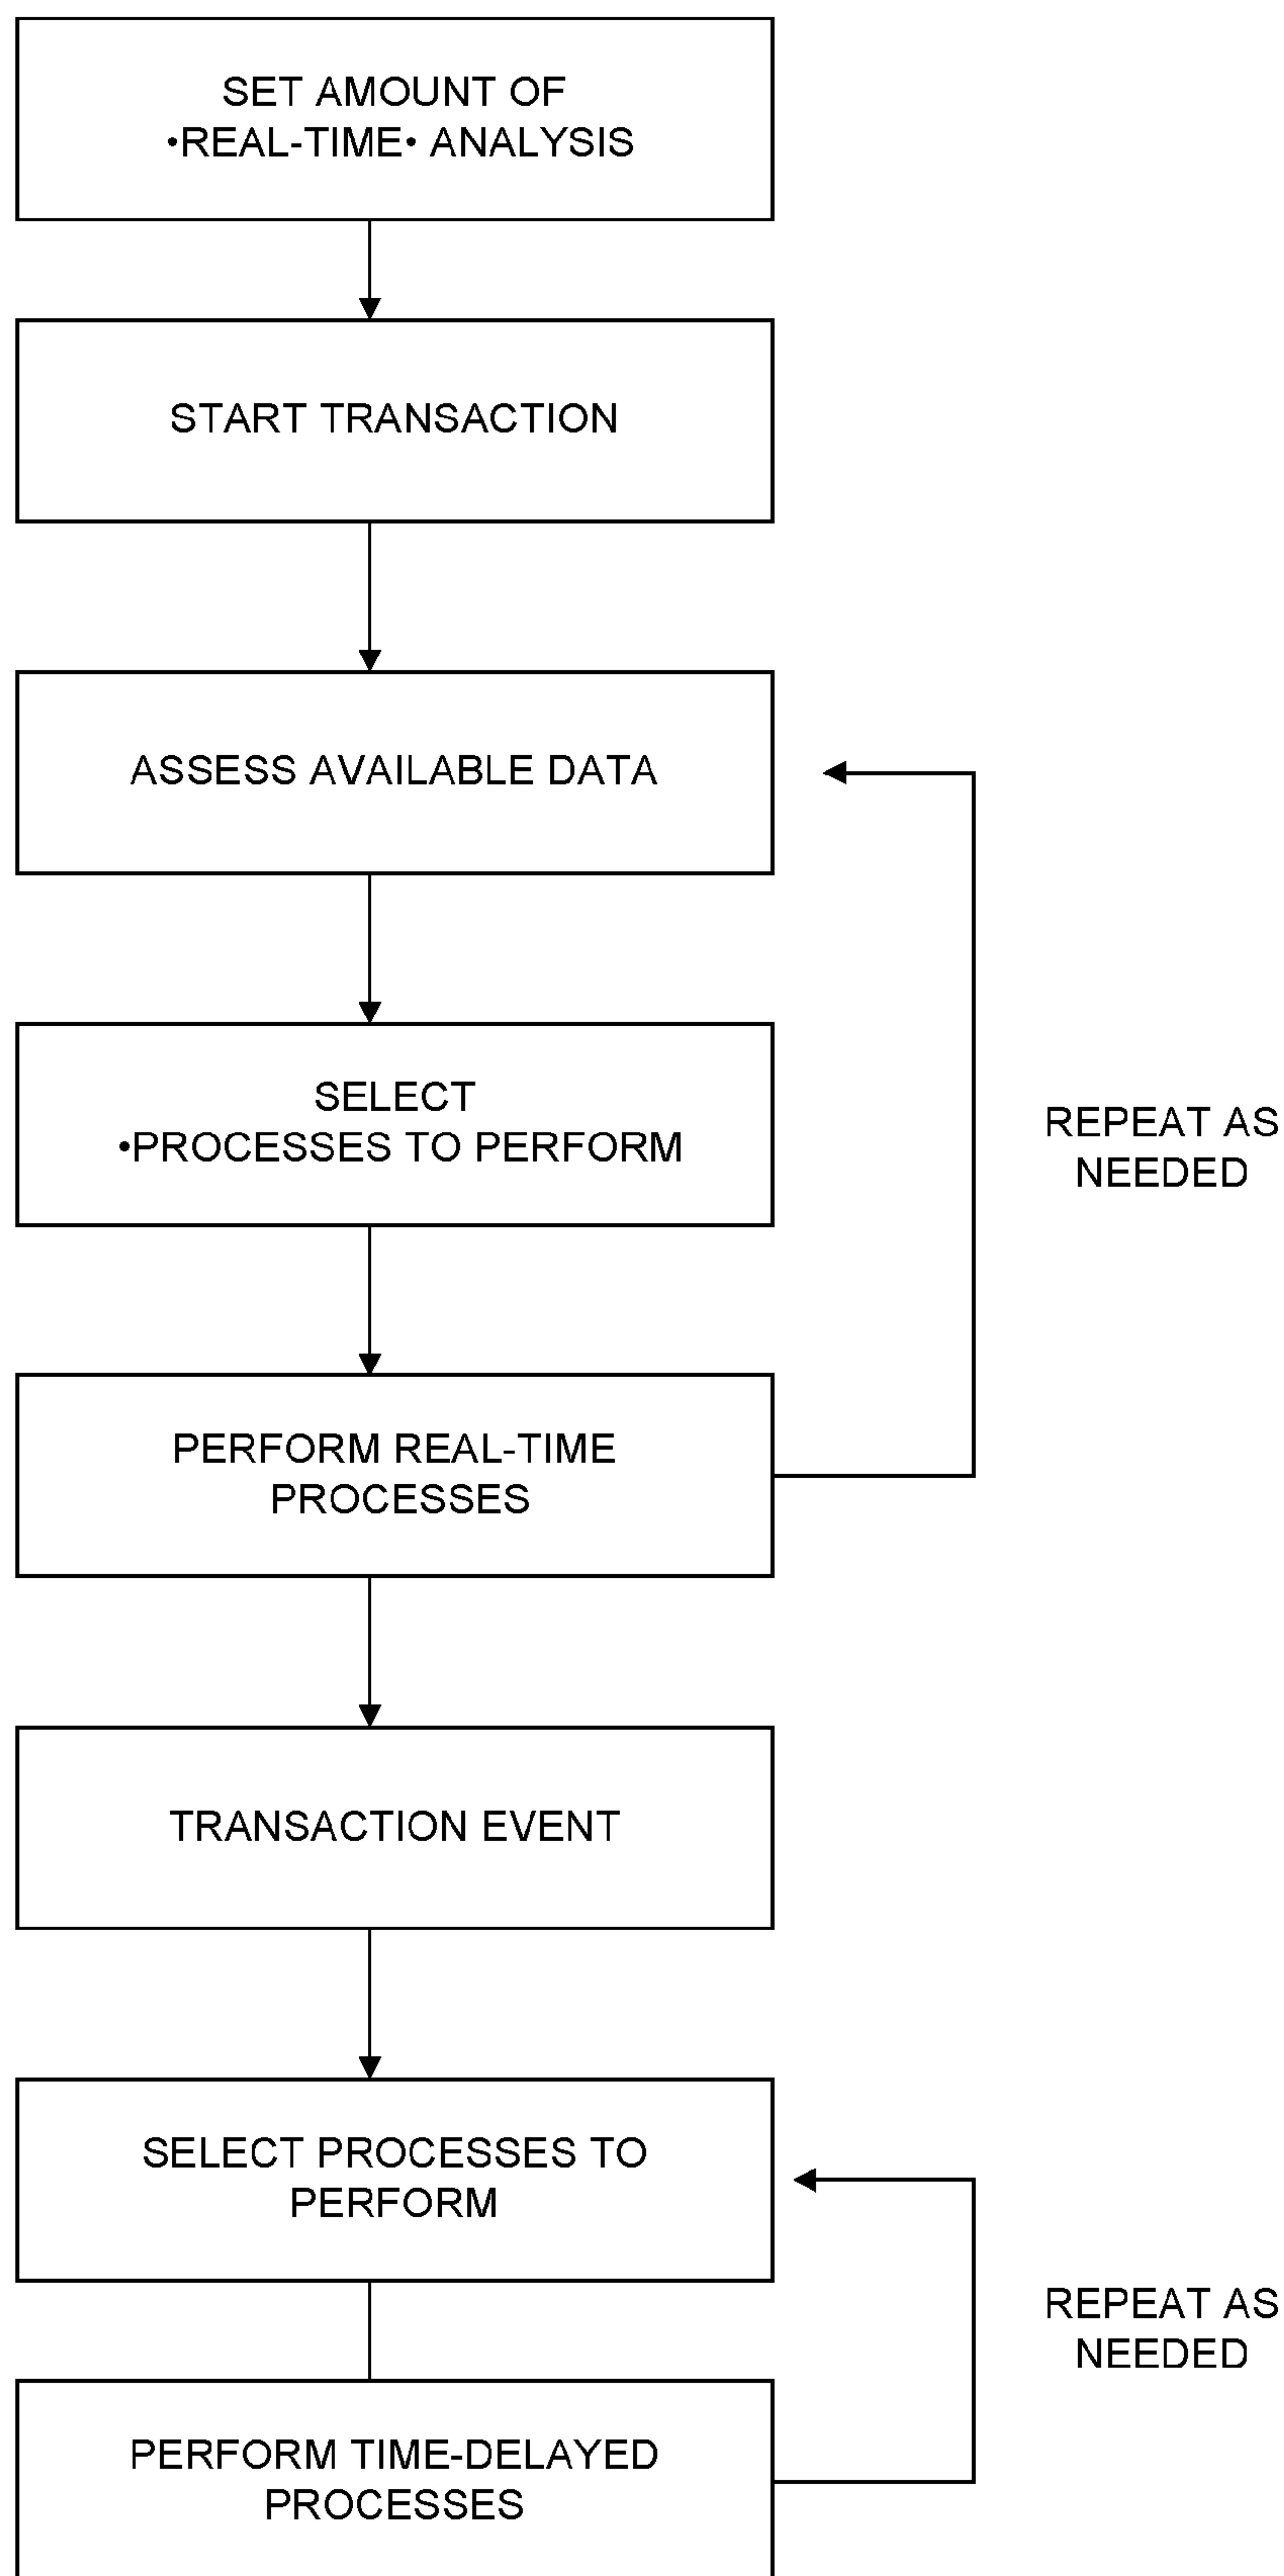 SET AMOUNT OF
•REAL-TIME• ANALYSIS
START TRANSACTION
ASSESS AVAILABLE DATA
SELECT
•PROCESSES TO PERFORM
REPEAT AS
NEEDED
PERFORM REAL-TIME
PROCESSES
TRANSACTION EVENT
SELECT PROCESSES TO
PERFORM
REPEAT AS
NEEDED
PERFORM TIME-DELAYED
PROCESSES